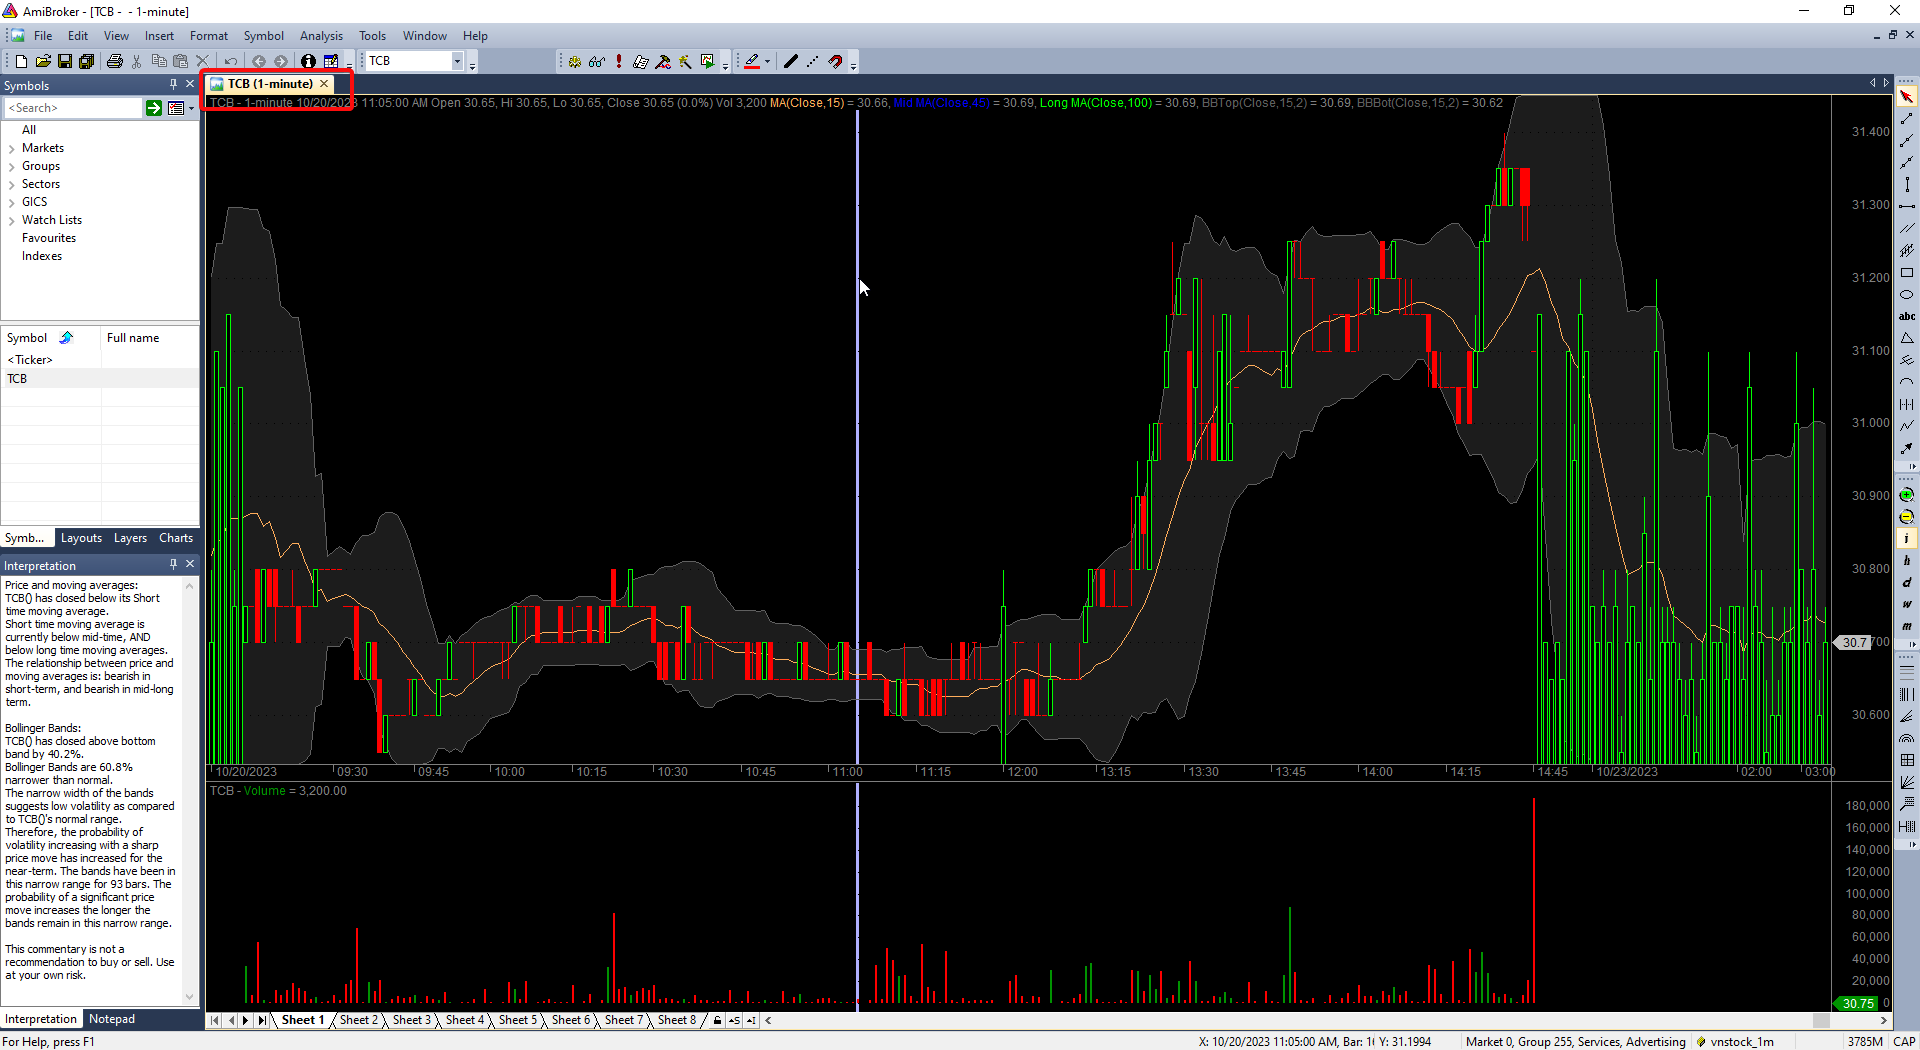 AmiBroker - [TCB -  - 1-minute]
File Edit View Insert Format Symbol Analysis Tools Window Help
TCB
Symbols
<Search>
All
Markets
Groups
Sectors
GICS
Watch Lists
Favourites
Indexes
Symbol Full name
<Ticker>
TCB
Symb... Layouts Layers Charts
Interpretation
Price and moving averages:
TCB() has closed below its Short
time moving average.
Short time moving average is
currently below mid-time, AND
below long time moving averages.
The relationship between price and
moving averages is: bearish in
short-term, and bearish in mid-long
term.
Bollinger Bands:
TCB() has closed above bottom
band by 40.2%.
Bollinger Bands are 60.8%
narrower than normal.
The narrow width of the bands
suggests low volatility as compared
to TCB()'s normal range.
Therefore, the probability of
volatility increasing with a sharp
price move has increased for the
near-term. The bands have been in
this narrow range for 93 bars. The
probability of a significant price
move increases the longer the
bands remain in this narrow range.
This commentary is not a
recommendation to buy or sell. Use
at your own risk.
Interpretation Notepad
TCB (1-minute)
TCB - 1-minute 10/20/2023 11:05:00 AM Open 30.65, Hi 30.65, Lo 30.65, Close 30.65 (0.0%) Vol 3,200 MA(Close,15) = 30.66, Mid MA(Close,45) = 30.69, Long MA(Close,100) = 30.69, BBTop(Close,15,2) = 30.69, BBBot(Close,15,2) = 30.62
31.400
31.300
31.200
31.100
31.000
30.900
30.800
30.700
30.7
30.600
10/20/2023 09:30 09:45 10:00 10:15 10:30 10:45 11:00 11:15 12:00 13:15 13:30 13:45 14:00 14:15 14:45 10/23/2023 02:00 03:00
TCB - Volume = 3,200.00
180,000
160,000
140,000
120,000
100,000
80,000
60,000
40,000
20,000
30.75 0
Sheet 1 Sheet 2 Sheet 3 Sheet 4 Sheet 5 Sheet 6 Sheet 7 Sheet 8
abc
i
h
d
w
m
For Help, press F1
X: 10/20/2023 11:05:00 AM, Bar: 1 Y: 31.1994
Market 0, Group 255, Services, Advertising
vnstock_1m
3785M CAP